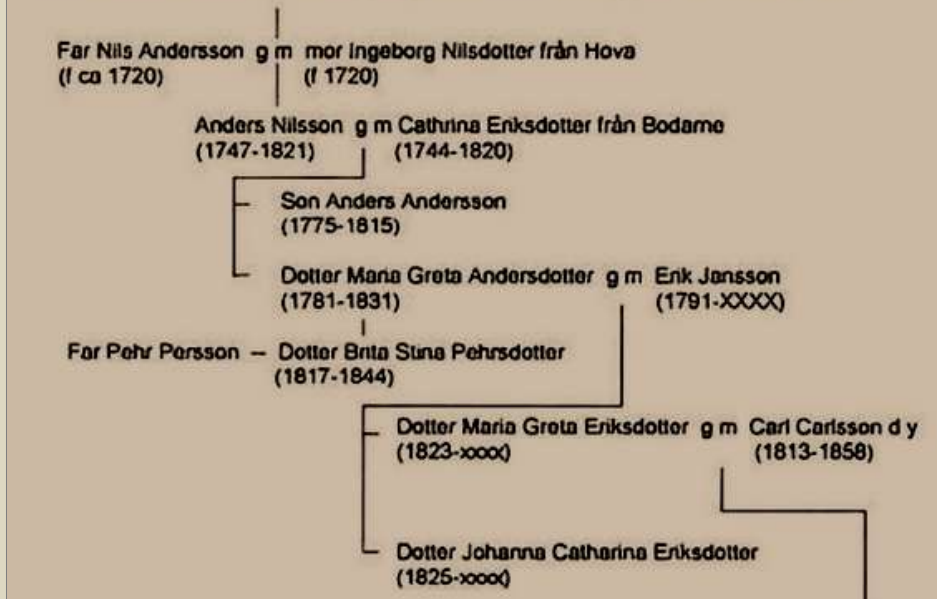 Far Nils Andersson g m mor Ingeborg Nilsdotter från Hova
(f ca 1720) (f 1720)
Anders Nilsson g m Cathrina Eriksdotter från Bodarne
(1747-1821) (1744-1820)
Son Anders Andersson
(1775-1815)
Dotter Maria Greta Andersdotter g m Erik Jansson
(1781-1831) (1791-XXXX)
Far Pehr Persson – Dotter Brita Stina Pehrsdotter
(1817-1844)
Dotter Maria Greta Eriksdotter g m Carl Carlsson d y
(1823-xxxx) (1813-1858)
Dotter Johanna Catharina Eriksdotter
(1825-xxxx)